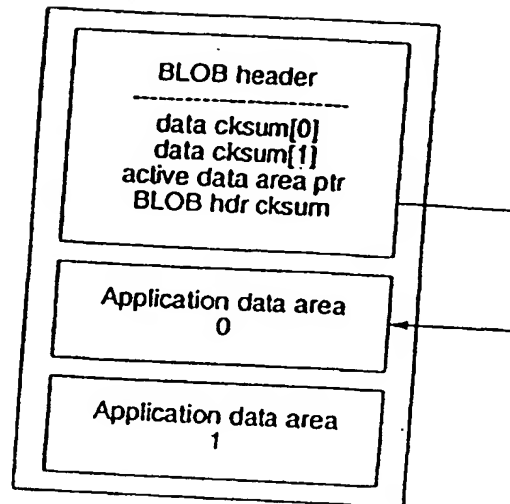 BLOB header
data cksum[0]
data cksum[1]
active data area ptr
BLOB hdr cksum
Application data area
0
Application data area
1